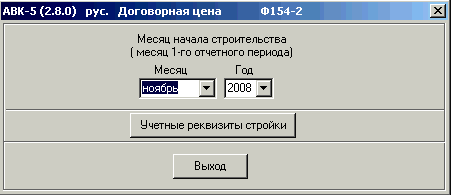 АВК-5 (2.8.0) рус. Договорная цена Ф154-2
Месяц начала строительства
( месяц 1-го отчетного периода)
Месяц Год
ноябрь 2008
Учетные реквизиты стройки
Выход